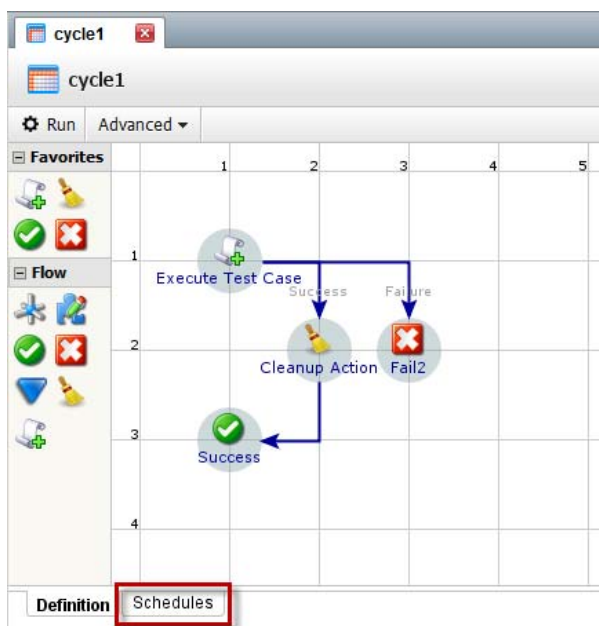 cycle1
cycle1
Run Advanced
Favorites
1 2 3 4 5
1
Execute Test Case
Success Failure
Flow
2
Cleanup Action Fail2
3
Success
4
Definition Schedules